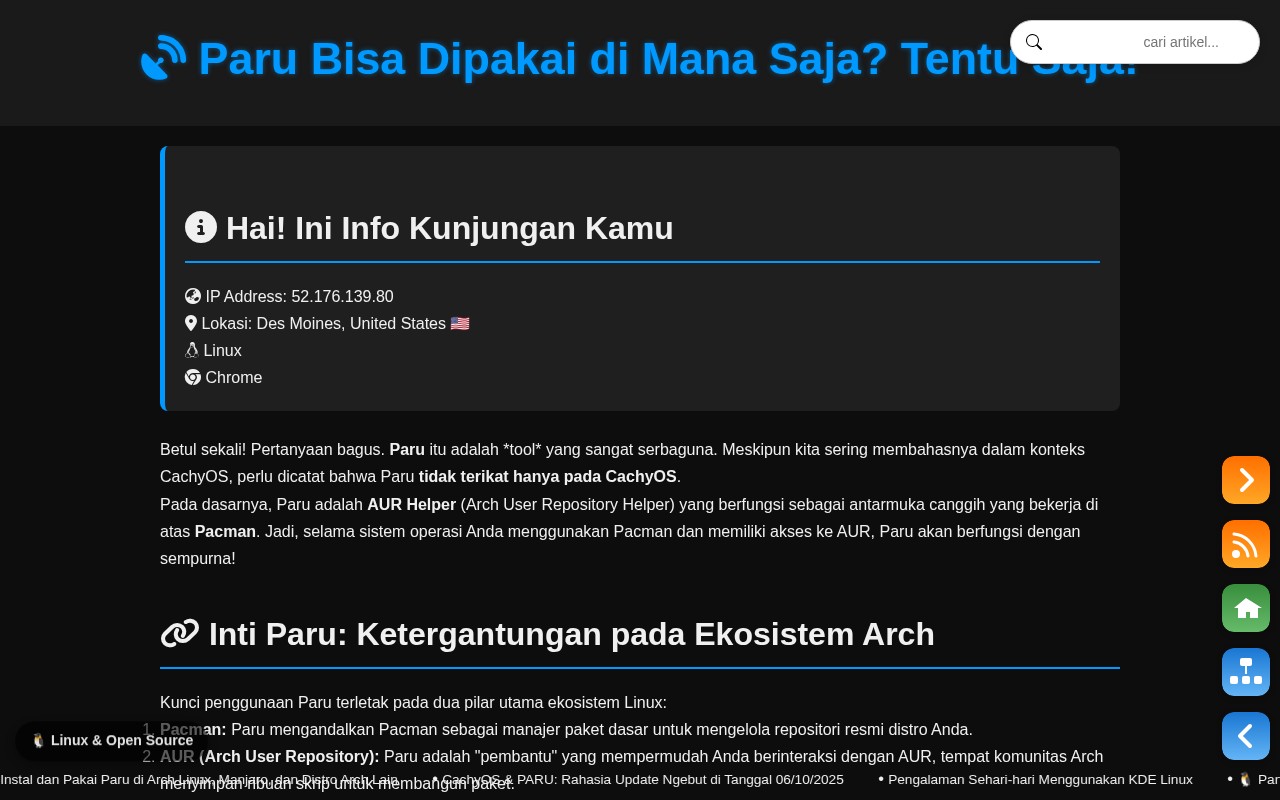 Paru Bisa Dipakai di Mana Saja? Tentu Saja!
cari artikel...
Hai! Ini Info Kunjungan Kamu
IP Address: 52.176.139.80
Lokasi: Des Moines, United States 🇺🇸
Linux
Chrome
Betul sekali! Pertanyaan bagus. Paru itu adalah *tool* yang sangat serbaguna. Meskipun kita sering membahasnya dalam konteks
CachyOS, perlu dicatat bahwa Paru tidak terikat hanya pada CachyOS.
Pada dasarnya, Paru adalah AUR Helper (Arch User Repository Helper) yang berfungsi sebagai antarmuka canggih yang bekerja di
atas Pacman. Jadi, selama sistem operasi Anda menggunakan Pacman dan memiliki akses ke AUR, Paru akan berfungsi dengan
sempurna!
Inti Paru: Ketergantungan pada Ekosistem Arch
Kunci penggunaan Paru terletak pada dua pilar utama ekosistem Linux:
1. Pacman: Paru mengandalkan Pacman sebagai manajer paket dasar untuk mengelola repositori resmi distro Anda.
🐧 Linux & Open Source
2. AUR (Arch User Repository): Paru adalah "pembantu" yang mempermudah Anda berinteraksi dengan AUR, tempat komunitas Arch
menyimpan ribuan skrip untuk membangun paket.
Instal dan Pakai Paru di Arch Linux, Manjaro, dan Distro Arch Lain • CachyOS & PARU: Rahasia Update Ngebut di Tanggal 06/10/2025 • Pengalaman Sehari-hari Menggunakan KDE Linux • 🐧 Pan